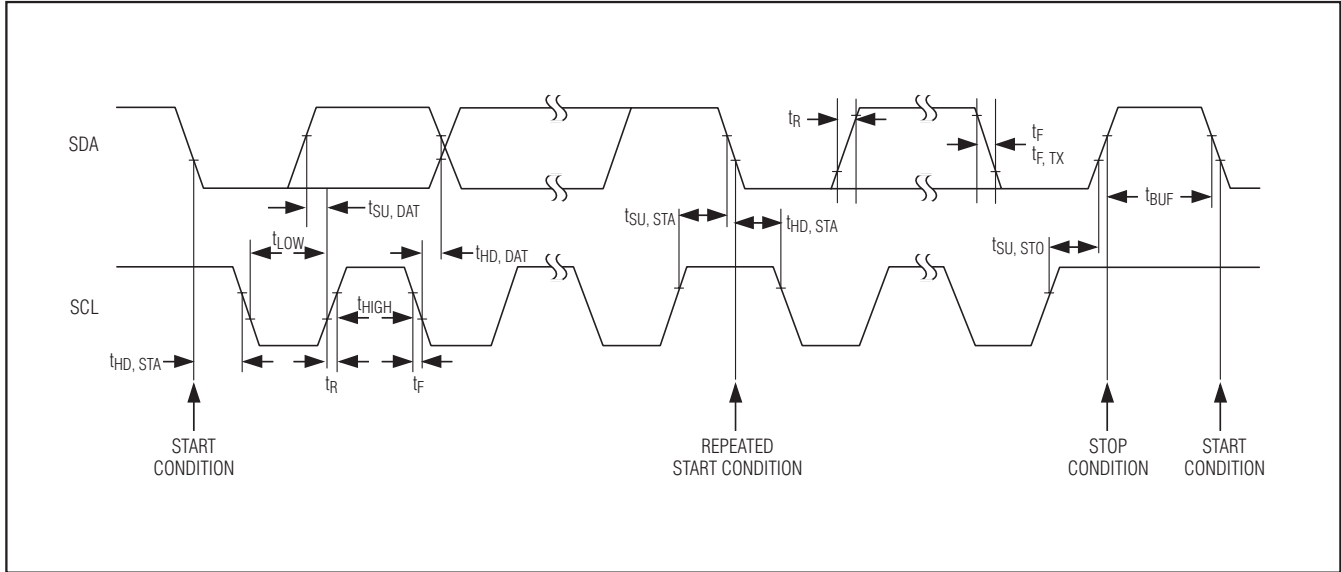 SDA
tR
tF
tF, TX
tSU, DAT
tLOW
tHD, DAT
tSU, STA
tHD, STA
tBUF
tSU, STO
SCL
tHIGH
tHD, STA
tR
tF
START
CONDITION
REPEATED
START CONDITION
STOP
CONDITION
START
CONDITION